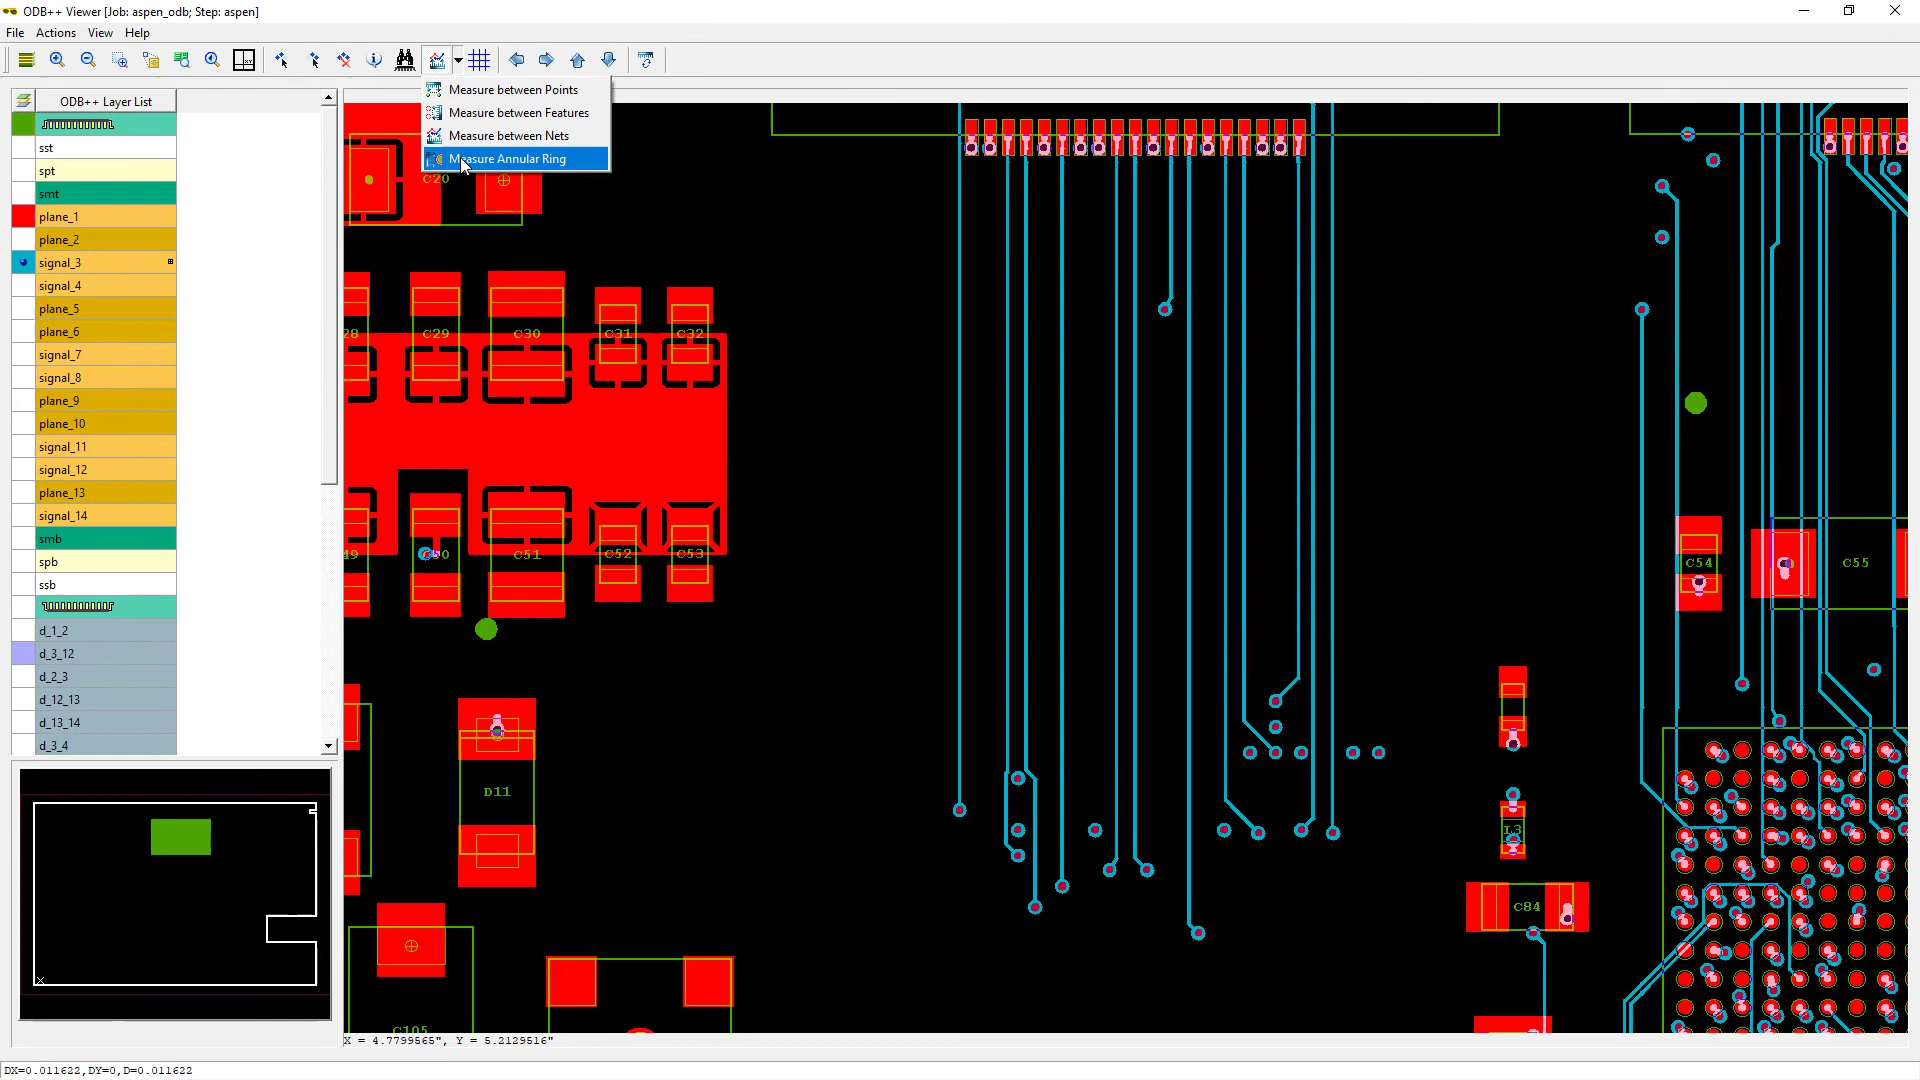 ODB++ Viewer [Job: aspen_odb; Step: aspen]
File Actions View Help
ODB++ Layer List
sst
spt
smt
plane_1
plane_2
signal_3
signal_4
plane_5
plane_6
signal_7
signal_8
plane_9
plane_10
signal_11
signal_12
plane_13
signal_14
smb
spb
ssb
d_1_2
d_3_12
d_2_3
d_12_13
d_13_14
d_3_4
Measure between Points
Measure between Features
Measure between Nets
Measure Annular Ring
C20
28 C29 C30 C31 C32
49 C51 C52 C53
C54 C55
D11
L3
C84
C105
X = 4.7799565", Y = 5.2129516"
DX=0.011622,DY=0,D=0.011622